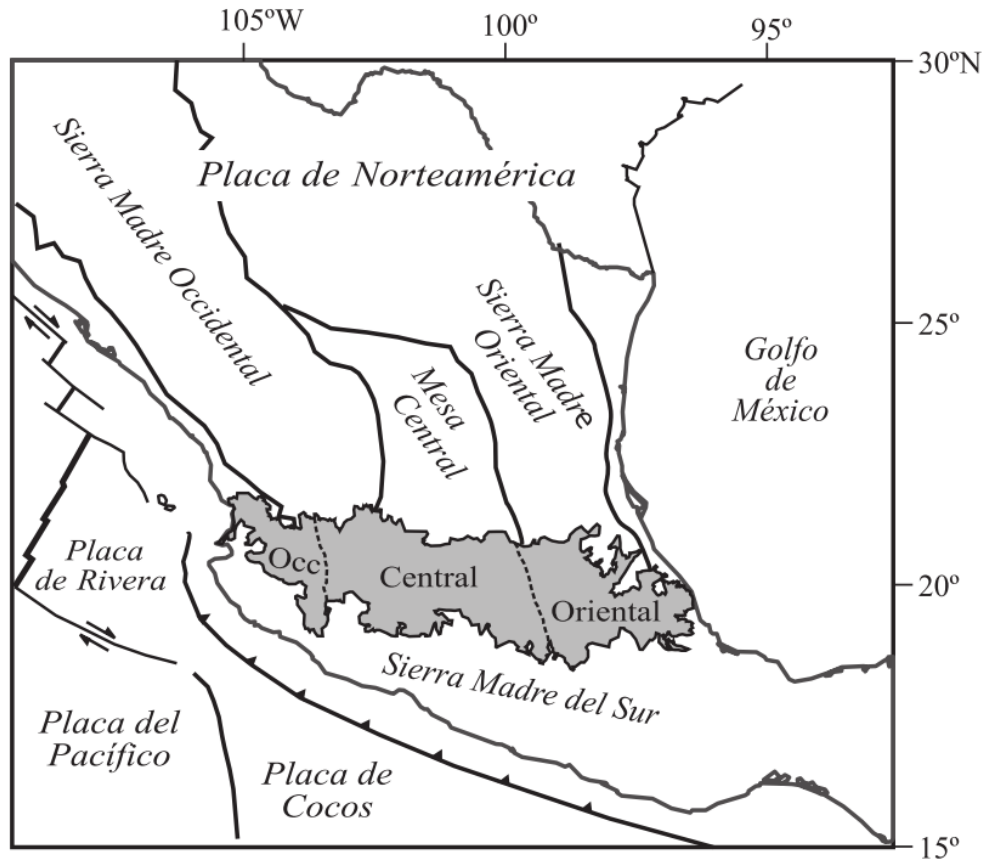 105ºW
100º
95º
30ºN
Placa de Norteamérica
Sierra Madre Occidental
Sierra Madre
Oriental
25º
Golfo
de
México
Mesa
Central
Placa
de Rivera
Occ
Central
Oriental
20º
Sierra Madre del Sur
Placa del
Pacífico
Placa de
Cocos
15º